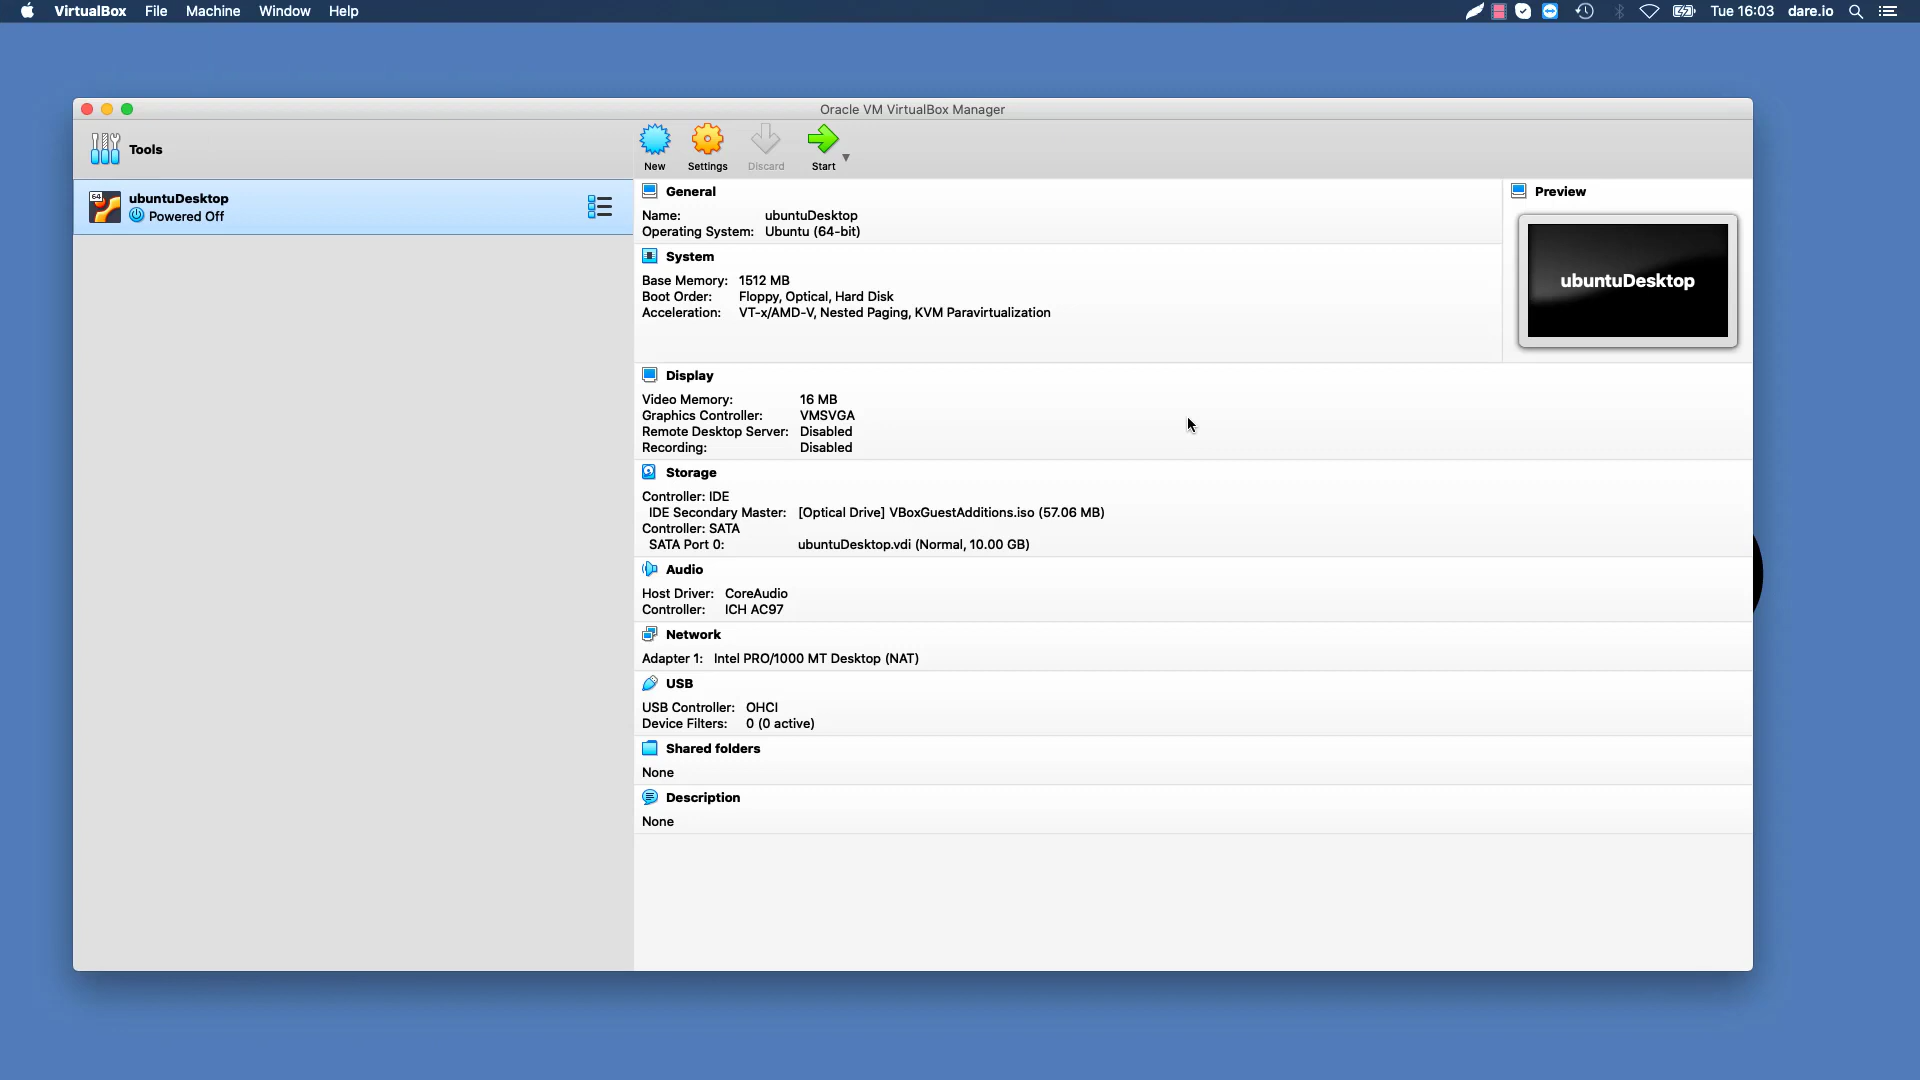 VirtualBox File Machine Window Help Tue 16:03 dare.io
Oracle VM VirtualBox Manager
Tools
New Settings Discard Start
64
ubuntuDesktop
Powered Off
General
Name: ubuntuDesktop
Operating System: Ubuntu (64-bit)
Preview
ubuntuDesktop
System
Base Memory: 1512 MB
Boot Order: Floppy, Optical, Hard Disk
Acceleration: VT-x/AMD-V, Nested Paging, KVM Paravirtualization
Display
Video Memory: 16 MB
Graphics Controller: VMSVGA
Remote Desktop Server: Disabled
Recording: Disabled
Storage
Controller: IDE
IDE Secondary Master: [Optical Drive] VBoxGuestAdditions.iso (57.06 MB)
Controller: SATA
SATA Port 0: ubuntuDesktop.vdi (Normal, 10.00 GB)
Audio
Host Driver: CoreAudio
Controller: ICH AC97
Network
Adapter 1: Intel PRO/1000 MT Desktop (NAT)
USB
USB Controller: OHCI
Device Filters: 0 (0 active)
Shared folders
None
Description
None